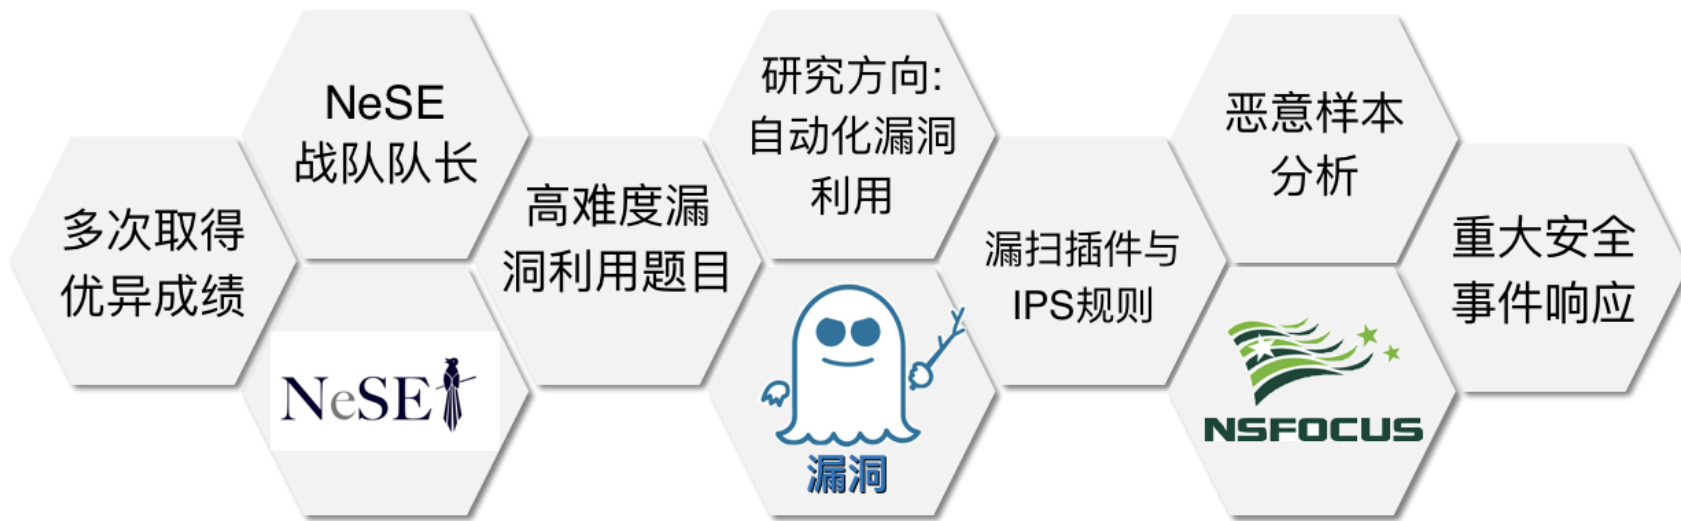 多次取得
优异成绩
NeSE
战队队长
NeSE
高难度漏
洞利用题目
研究方向:
自动化漏洞
利用
漏洞
漏扫插件与
IPS规则
恶意样本
分析
NSFOCUS
重大安全
事件响应